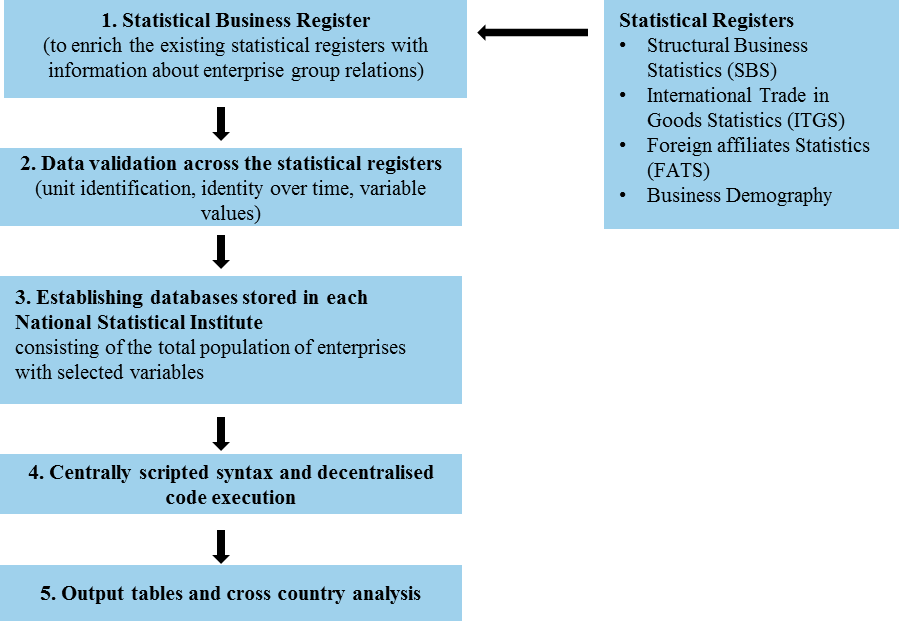 1. Statistical Business Register
(to enrich the existing statistical registers with
information about enterprise group relations)
Statistical Registers
• Structural Business
Statistics (SBS)
• International Trade in
Goods Statistics (ITGS)
• Foreign affiliates Statistics
(FATS)
• Business Demography
2. Data validation across the statistical registers
(unit identification, identity over time, variable
values)
3. Establishing databases stored in each
National Statistical Institute
consisting of the total population of enterprises
with selected variables
4. Centrally scripted syntax and decentralised
code execution
5. Output tables and cross country analysis